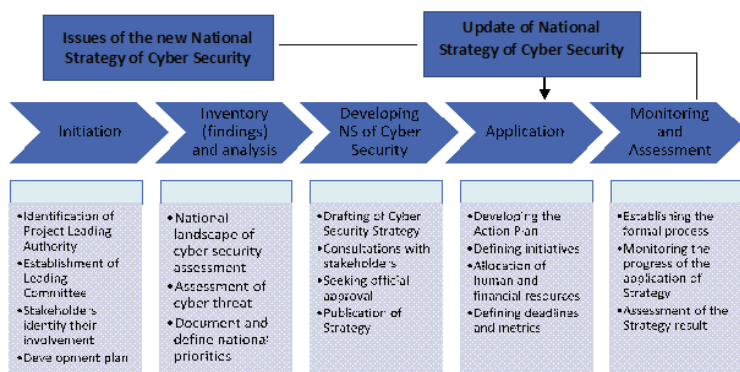 Issues of the new National
Strategy of Cyber Security
Update of National
Strategy of Cyber Security
Initiation
Inventory
(findings)
and analysis
Developing
NS of Cyber
Security
Application
Monitoring
and
Assessment
•Identification of
Project Leading
Authority
•Establishment of
Leading
Committee
•Stakeholders
identify their
involvement
•Development plan
•National
landscape of
cyber security
assessment
•Assessment of
cyber threat
•Document and
define national
priorities
•Drafting of Cyber
Security Strategy
•Consultations with
stakeholders
•Seeking official
approval
•Publication of
Strategy
•Developing the
Action Plan
•Defining initiatives
•Allocation of
human and
financial resources
•Defining deadlines
and metrics
•Establishing the
formal process
•Monitoring the
progress of the
application of
Strategy
•Assessment of the
Strategy result